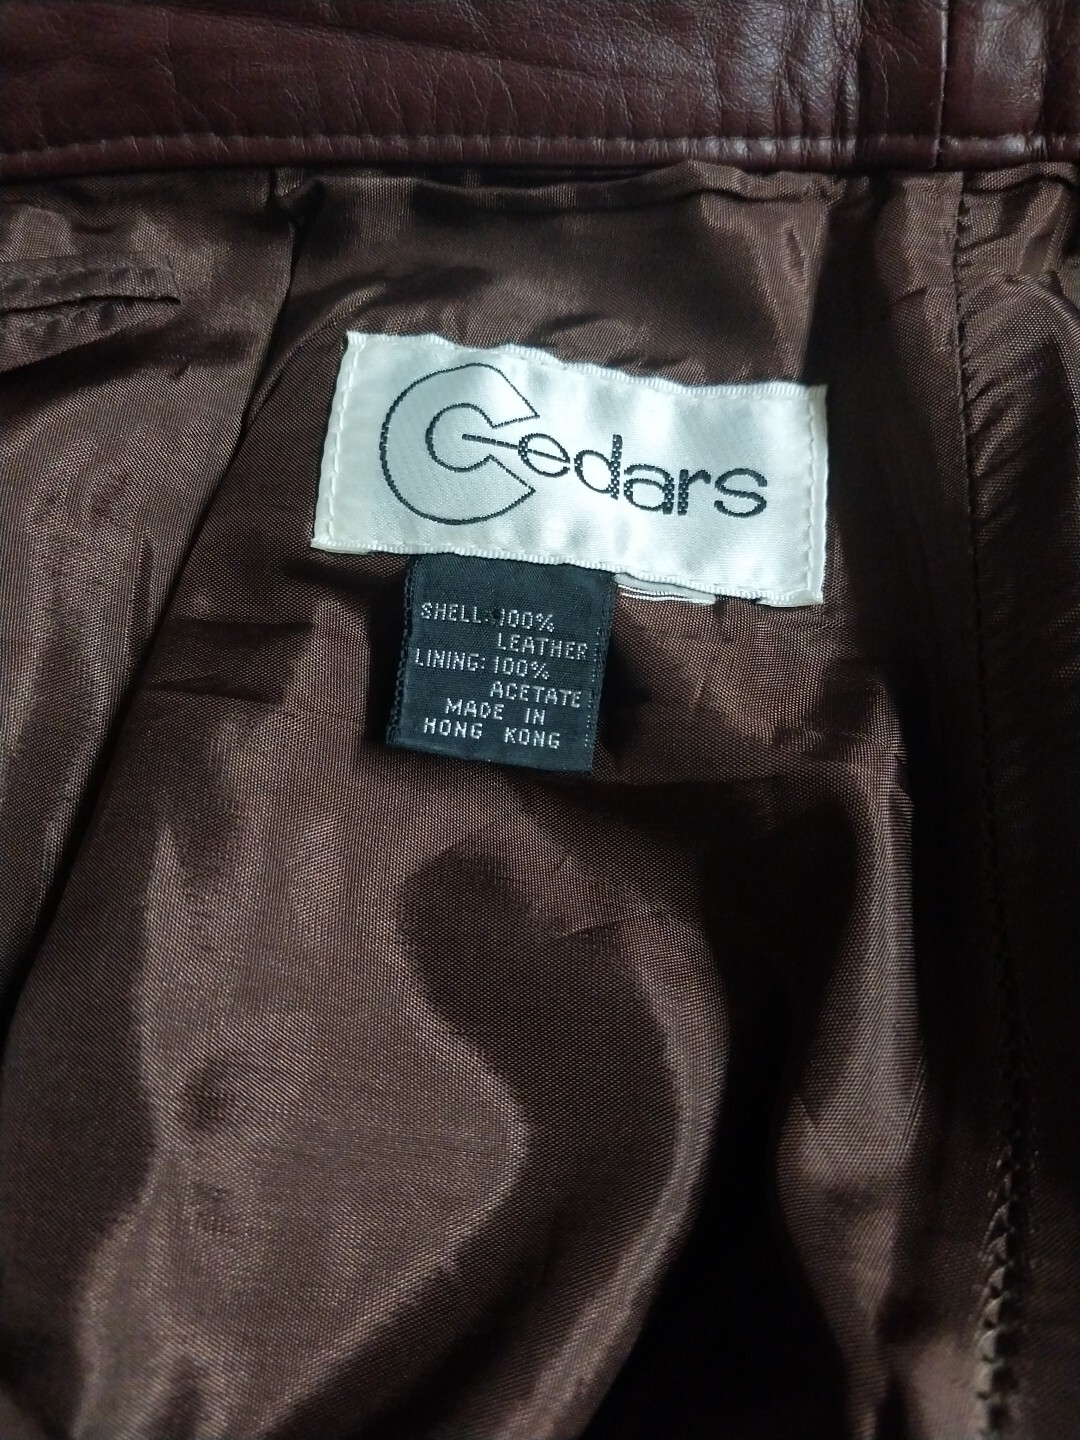 Cedars
SHELL: 100%
LEATHER
LINING: 100%
ACETATE
MADE IN
HONG KONG